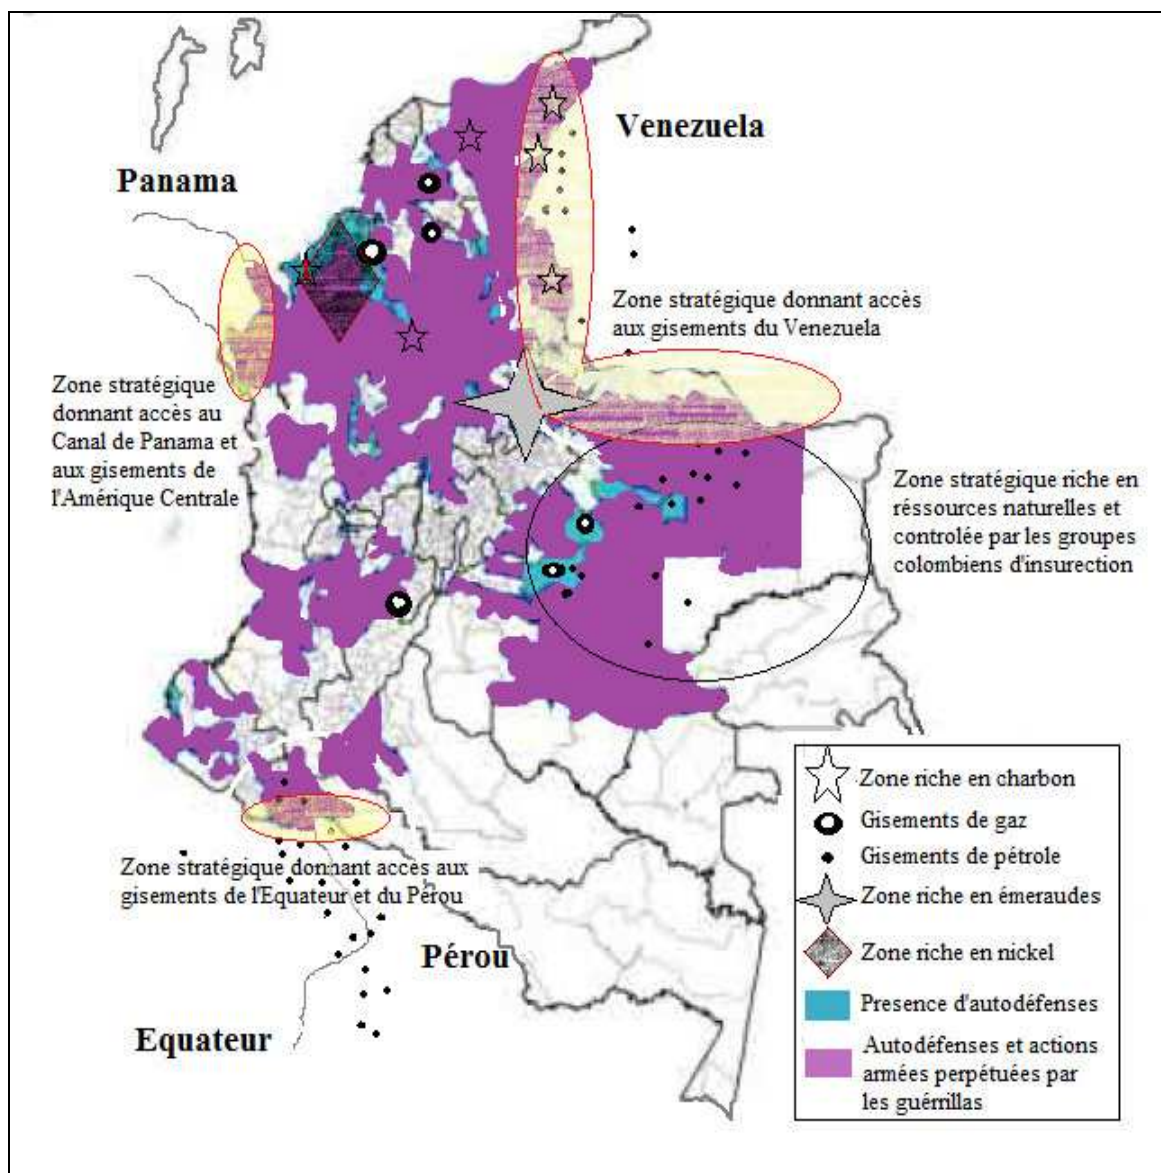 Venezuela
Panama
Zone stratégique donnant accès
aux gisements du Venezuela
Zone stratégique
donnant accès au
Canal de Panama et
aux gisements de
l'Amérique Centrale
Zone stratégique riche en
réssources naturelles et
controlée par les groupes
colombiens d'insurection
Zone stratégique donnant accès aux
gisements de l'Equateur et du Pérou
Pérou
Equateur
Zone riche en charbon
Gisements de gaz
Gisements de pétrole
Zone riche en émeraudes
Zone riche en nickel
Presence d'autodéfenses
Autodéfenses et actions
armées perpétuées par
les guérrillas